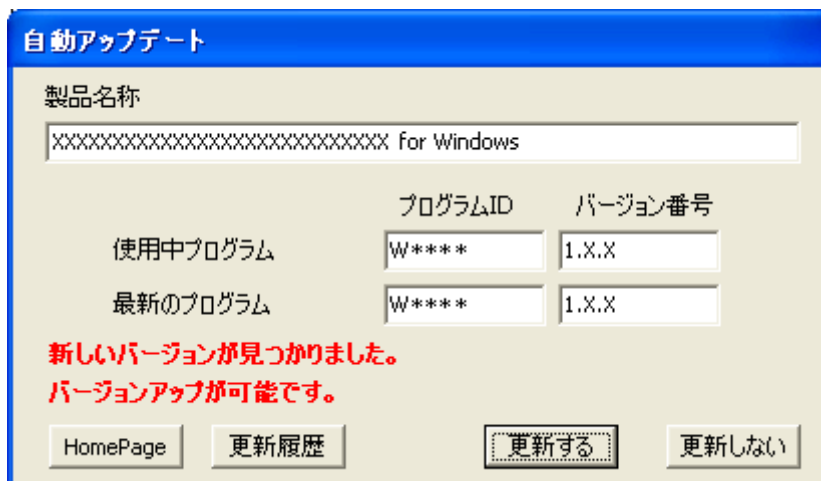 自動アップデート
製品名称
XXXXXXXXXXXXXXXXXXXXXXXXXXXX for Windows
プログラムID バージョン番号
使用中プログラム W**** 1.X.X
最新のプログラム W**** 1.X.X
新しいバージョンが見つかりました。
バージョンアップが可能です。
HomePage 更新履歴 更新する 更新しない